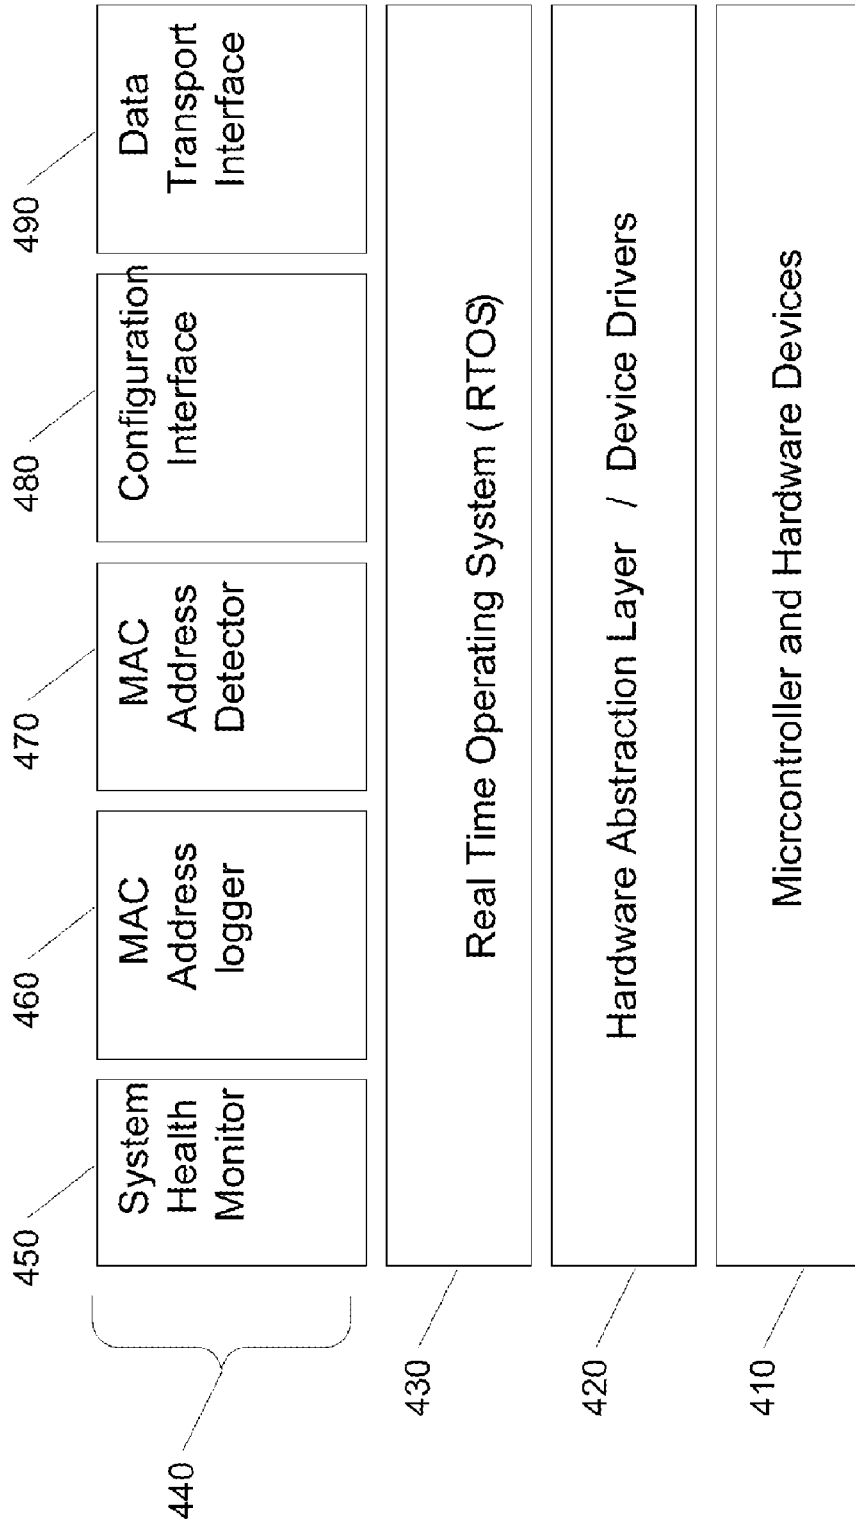 450
460
470
480
490
System
Health
Monitor
MAC
Address
logger
MAC
Address
Detector
Configuration
Interface
Data
Transport
Interface
440
430
Real Time Operating System ( RTOS)
420
Hardware Abstraction Layer / Device Drivers
410
Micrcontroller and Hardware Devices